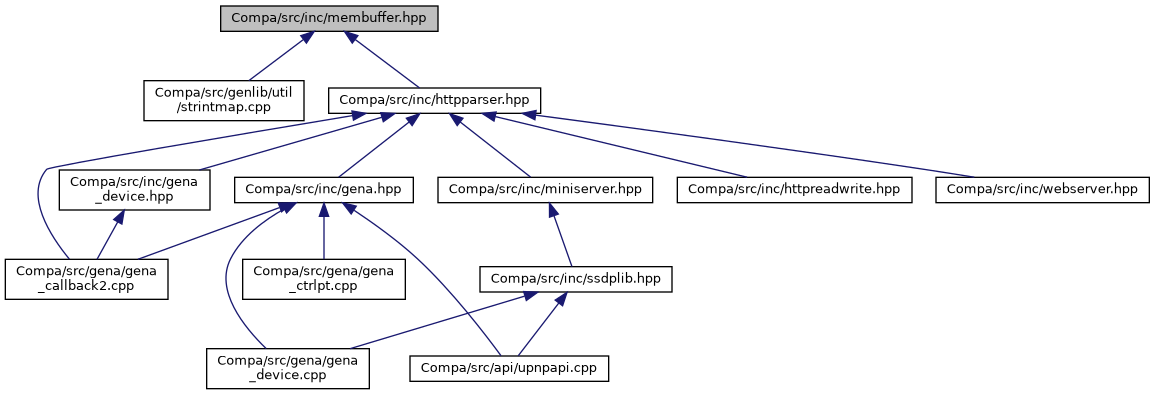 Compa/src/inc/membuffer.hpp
Compa/src/genlib/util
/strintmap.cpp
Compa/src/inc/httpparser.hpp
Compa/src/inc/gena
_device.hpp
Compa/src/inc/gena.hpp
Compa/src/inc/miniserver.hpp
Compa/src/inc/httpreadwrite.hpp
Compa/src/inc/webserver.hpp
Compa/src/gena/gena
_callback2.cpp
Compa/src/gena/gena
_ctrlpt.cpp
Compa/src/inc/ssdplib.hpp
Compa/src/gena/gena
_device.cpp
Compa/src/api/upnpapi.cpp